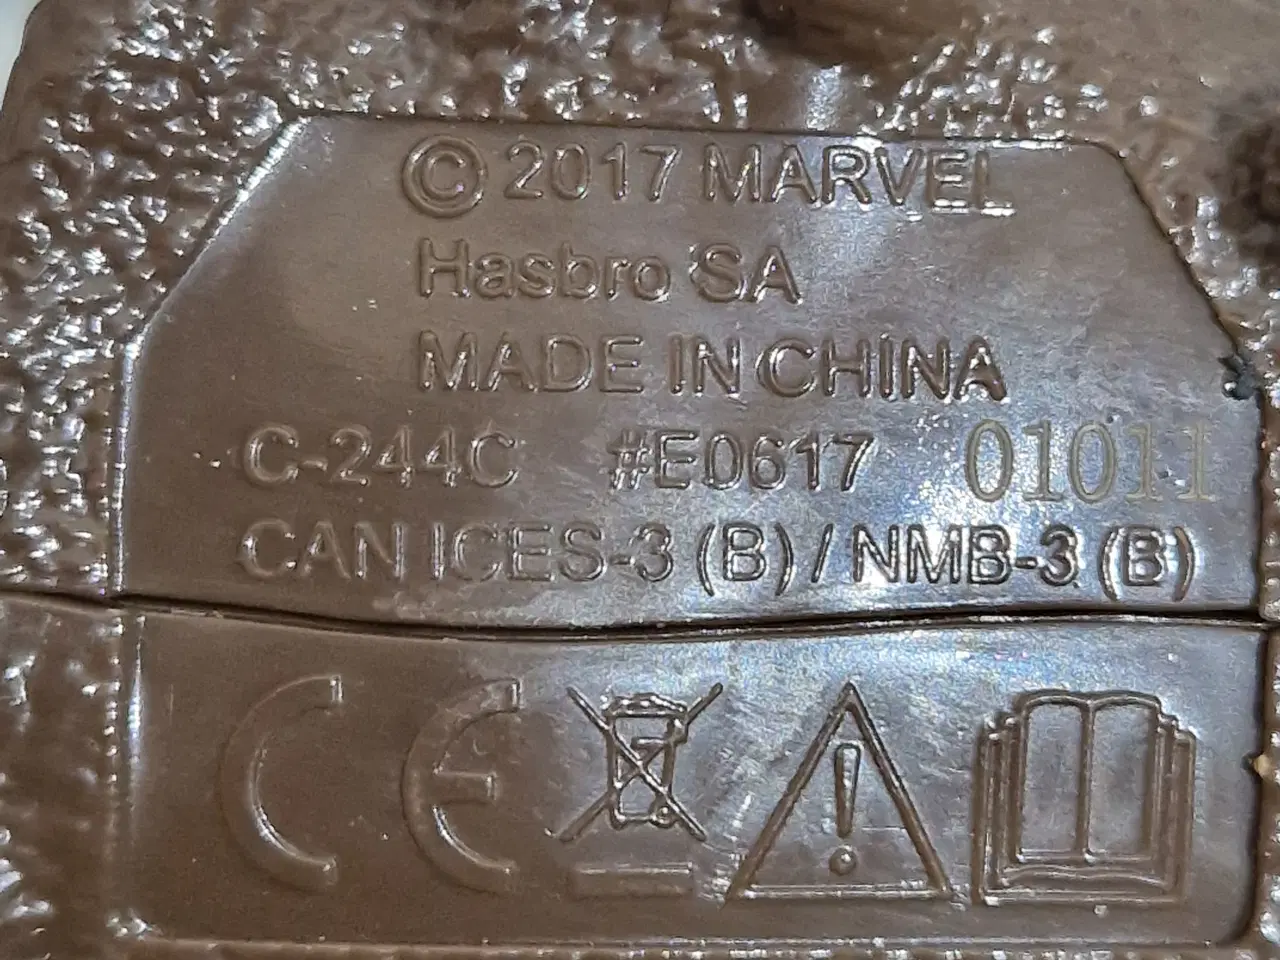 © 2017 MARVEL
Hasbro SA
MADE IN CHINA
C-244C #E0617 01011
CAN ICES-3 (B) / NMB-3 (B)
CE